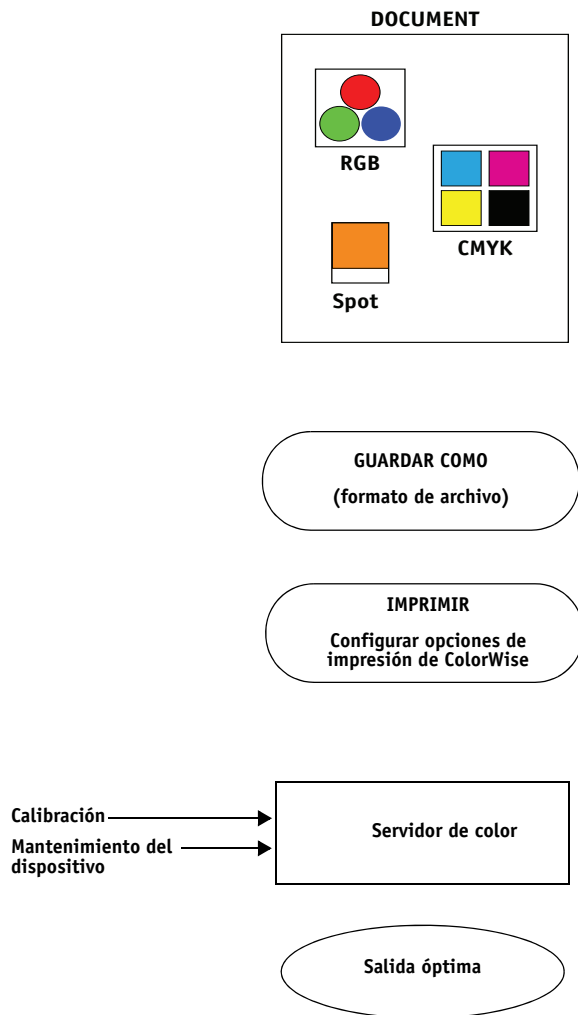 DOCUMENT
RGB
CMYK
Spot
GUARDAR COMO
(formato de archivo)
IMPRIMIR
Configurar opciones de
impresión de ColorWise
Calibración
Mantenimiento del
dispositivo
Servidor de color
Salida óptima